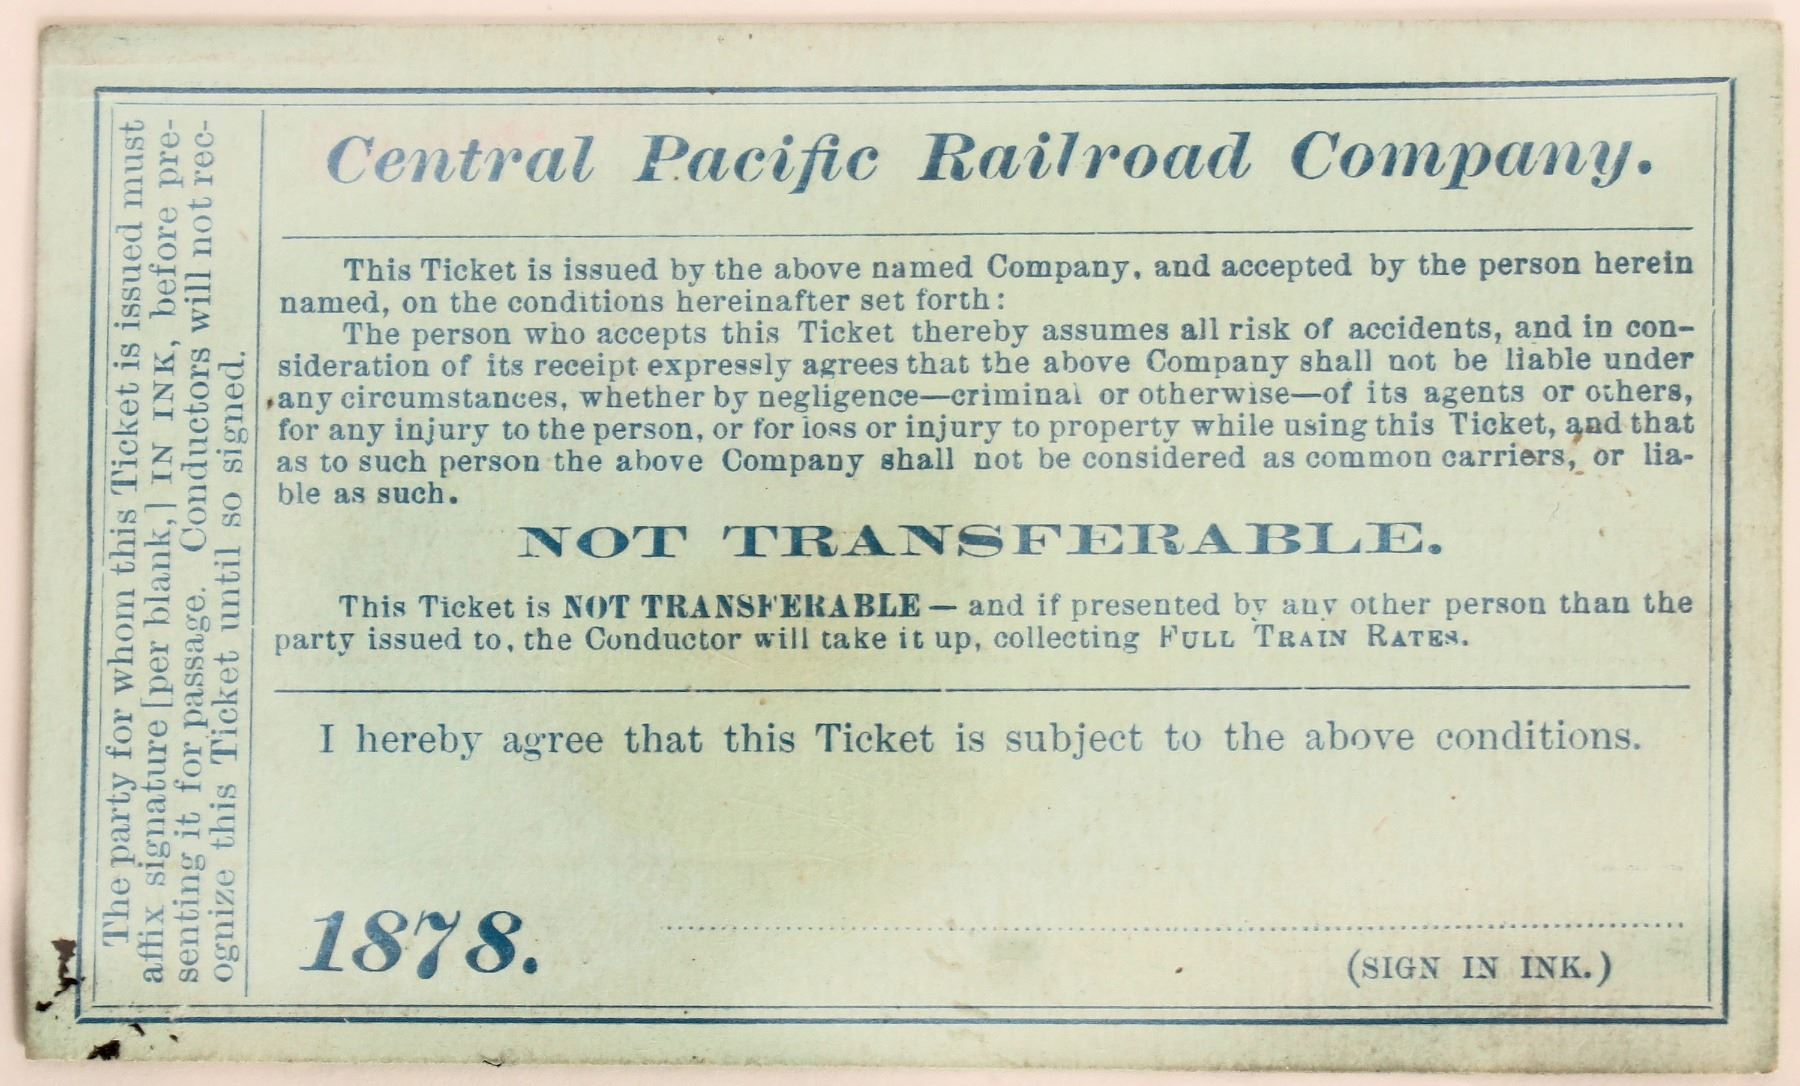 Central Pacific Railroad Company.
This Ticket is issued by the above named Company, and accepted by the person herein
named, on the conditions hereinafter set forth:
The person who accepts this Ticket thereby assumes all risk of accidents, and in con-
sideration of its receipt expressly agrees that the above Company shall not be liable under
any circumstances, whether by negligence—criminal or otherwise—of its agents or others,
for any injury to the person, or for loss or injury to property while using this Ticket, and that
as to such person the above Company shall not be considered as common carriers, or lia-
ble as such.
NOT TRANSFERABLE.
This Ticket is NOT TRANSFERABLE — and if presented by any other person than the
party issued to, the Conductor will take it up, collecting FULL TRAIN RATES.
I hereby agree that this Ticket is subject to the above conditions.
1878.
(SIGN IN INK.)
The party for whom this Ticket is issued must
affix signature [per blank,] IN INK, before pre-
senting it for passage. Conductors will not rec-
ognize this Ticket until so signed.